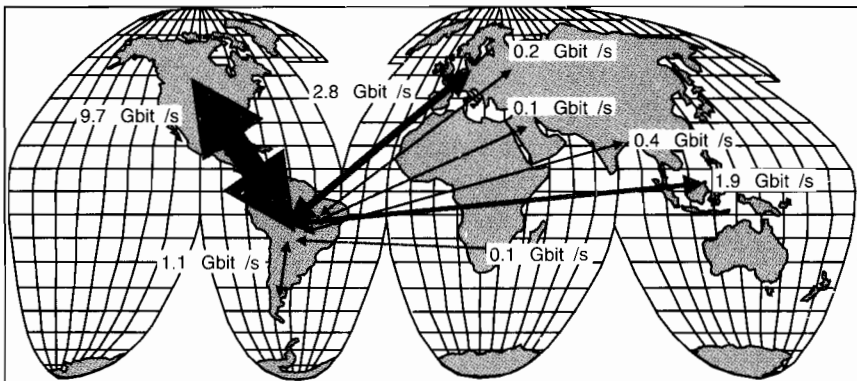 0.2 Gbit /s
2.8 Gbit /s
0.1 Gbit /s
9.7 Gbit /s
0.4 Gbit /s
1.9 Gbit /s
1.1 Gbit /s
0.1 Gbit /s